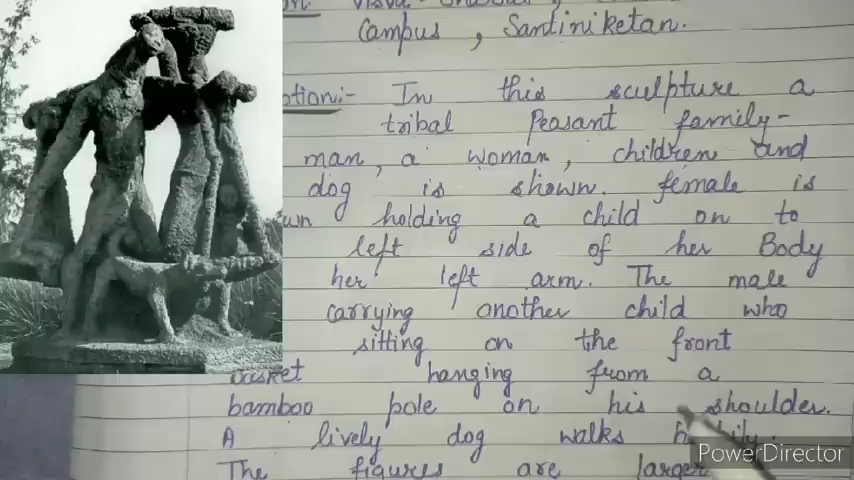 Campus, Santiniketan.
In this sculpture a
tribal Peasant family-
man, a woman, children and
dog is shown. female is
holding a child on to
left side of her Body
her left arm. The male
carrying another child who
sitting on the front
basket hanging from a
bamboo pole on his shoulder.
A lively dog walks
The figures are larger
PowerDirector